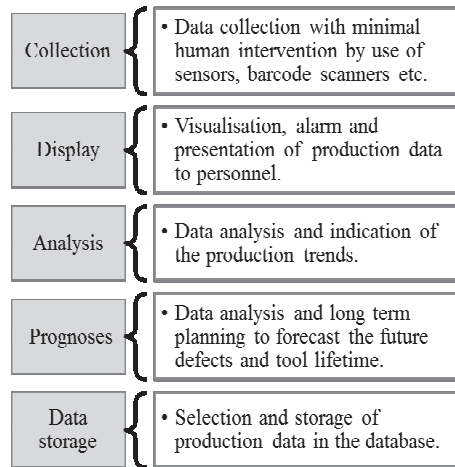 Collection
• Data collection with minimal
human intervention by use of
sensors, barcode scanners etc.
Display
• Visualisation, alarm and
presentation of production data
to personnel.
Analysis
• Data analysis and indication of
the production trends.
Prognoses
• Data analysis and long term
planning to forecast the future
defects and tool lifetime.
Data
storage
• Selection and storage of
production data in the database.